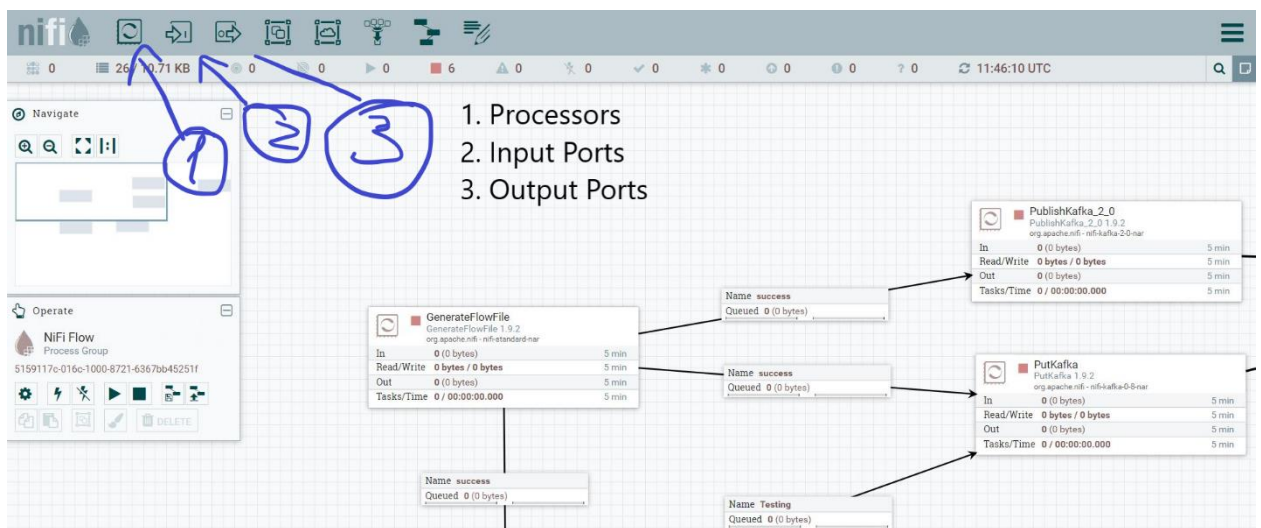 nifi
0 26 / 10.71 KB 0 0 0 6 0 0 0 0 0 0 0 11:46:10 UTC
Navigate
1 2 3
1. Processors
2. Input Ports
3. Output Ports
Operate
NiFi Flow
Process Group
5159117c-016c-1000-8721-6367bb45251f
DELETE
GenerateFlowFile
GenerateFlowFile 1.9.2
org.apache.nifi - nifi-standard-nar
In 0 (0 bytes) 5 min
Read/Write 0 bytes / 0 bytes 5 min
Out 0 (0 bytes) 5 min
Tasks/Time 0 / 00:00:00.000 5 min
Name success
Queued 0 (0 bytes)
Name success
Queued 0 (0 bytes)
Name success
Queued 0 (0 bytes)
Name Testing
Queued 0 (0 bytes)
PublishKafka_2_0
PublishKafka_2_0 1.9.2
org.apache.nifi - nifi-kafka-2-0-nar
In 0 (0 bytes) 5 min
Read/Write 0 bytes / 0 bytes 5 min
Out 0 (0 bytes) 5 min
Tasks/Time 0 / 00:00:00.000 5 min
PutKafka
PutKafka 1.9.2
org.apache.nifi - nifi-kafka-0-8-nar
In 0 (0 bytes) 5 min
Read/Write 0 bytes / 0 bytes 5 min
Out 0 (0 bytes) 5 min
Tasks/Time 0 / 00:00:00.000 5 min